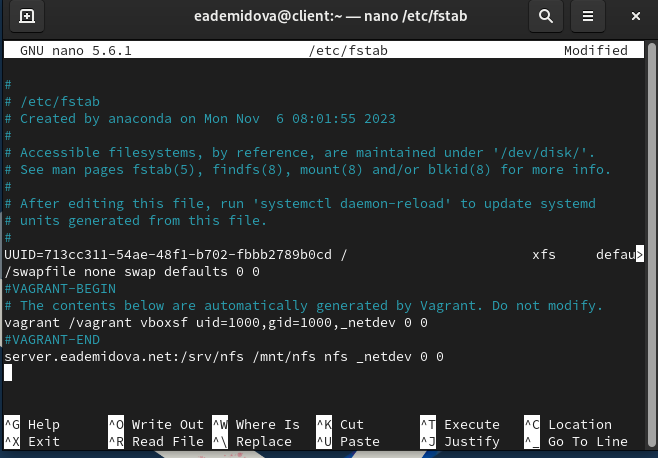 eademidova@client:~ — nano /etc/fstab
GNU nano 5.6.1 /etc/fstab Modified
#
# /etc/fstab
# Created by anaconda on Mon Nov  6 08:01:55 2023
#
# Accessible filesystems, by reference, are maintained under '/dev/disk/'.
# See man pages fstab(5), findfs(8), mount(8) and/or blkid(8) for more info.
#
# After editing this file, run 'systemctl daemon-reload' to update systemd
# units generated from this file.
#
UUID=713cc311-54ae-48f1-b702-fbbb2789b0cd / xfs defau>
/swapfile none swap defaults 0 0
#VAGRANT-BEGIN
# The contents below are automatically generated by Vagrant. Do not modify.
vagrant /vagrant vboxsf uid=1000,gid=1000,_netdev 0 0
#VAGRANT-END
server.eademidova.net:/srv/nfs /mnt/nfs nfs _netdev 0 0
^G Help ^O Write Out ^W Where Is ^K Cut ^T Execute ^C Location
^X Exit ^R Read File ^\ Replace ^U Paste ^J Justify ^_ Go To Line